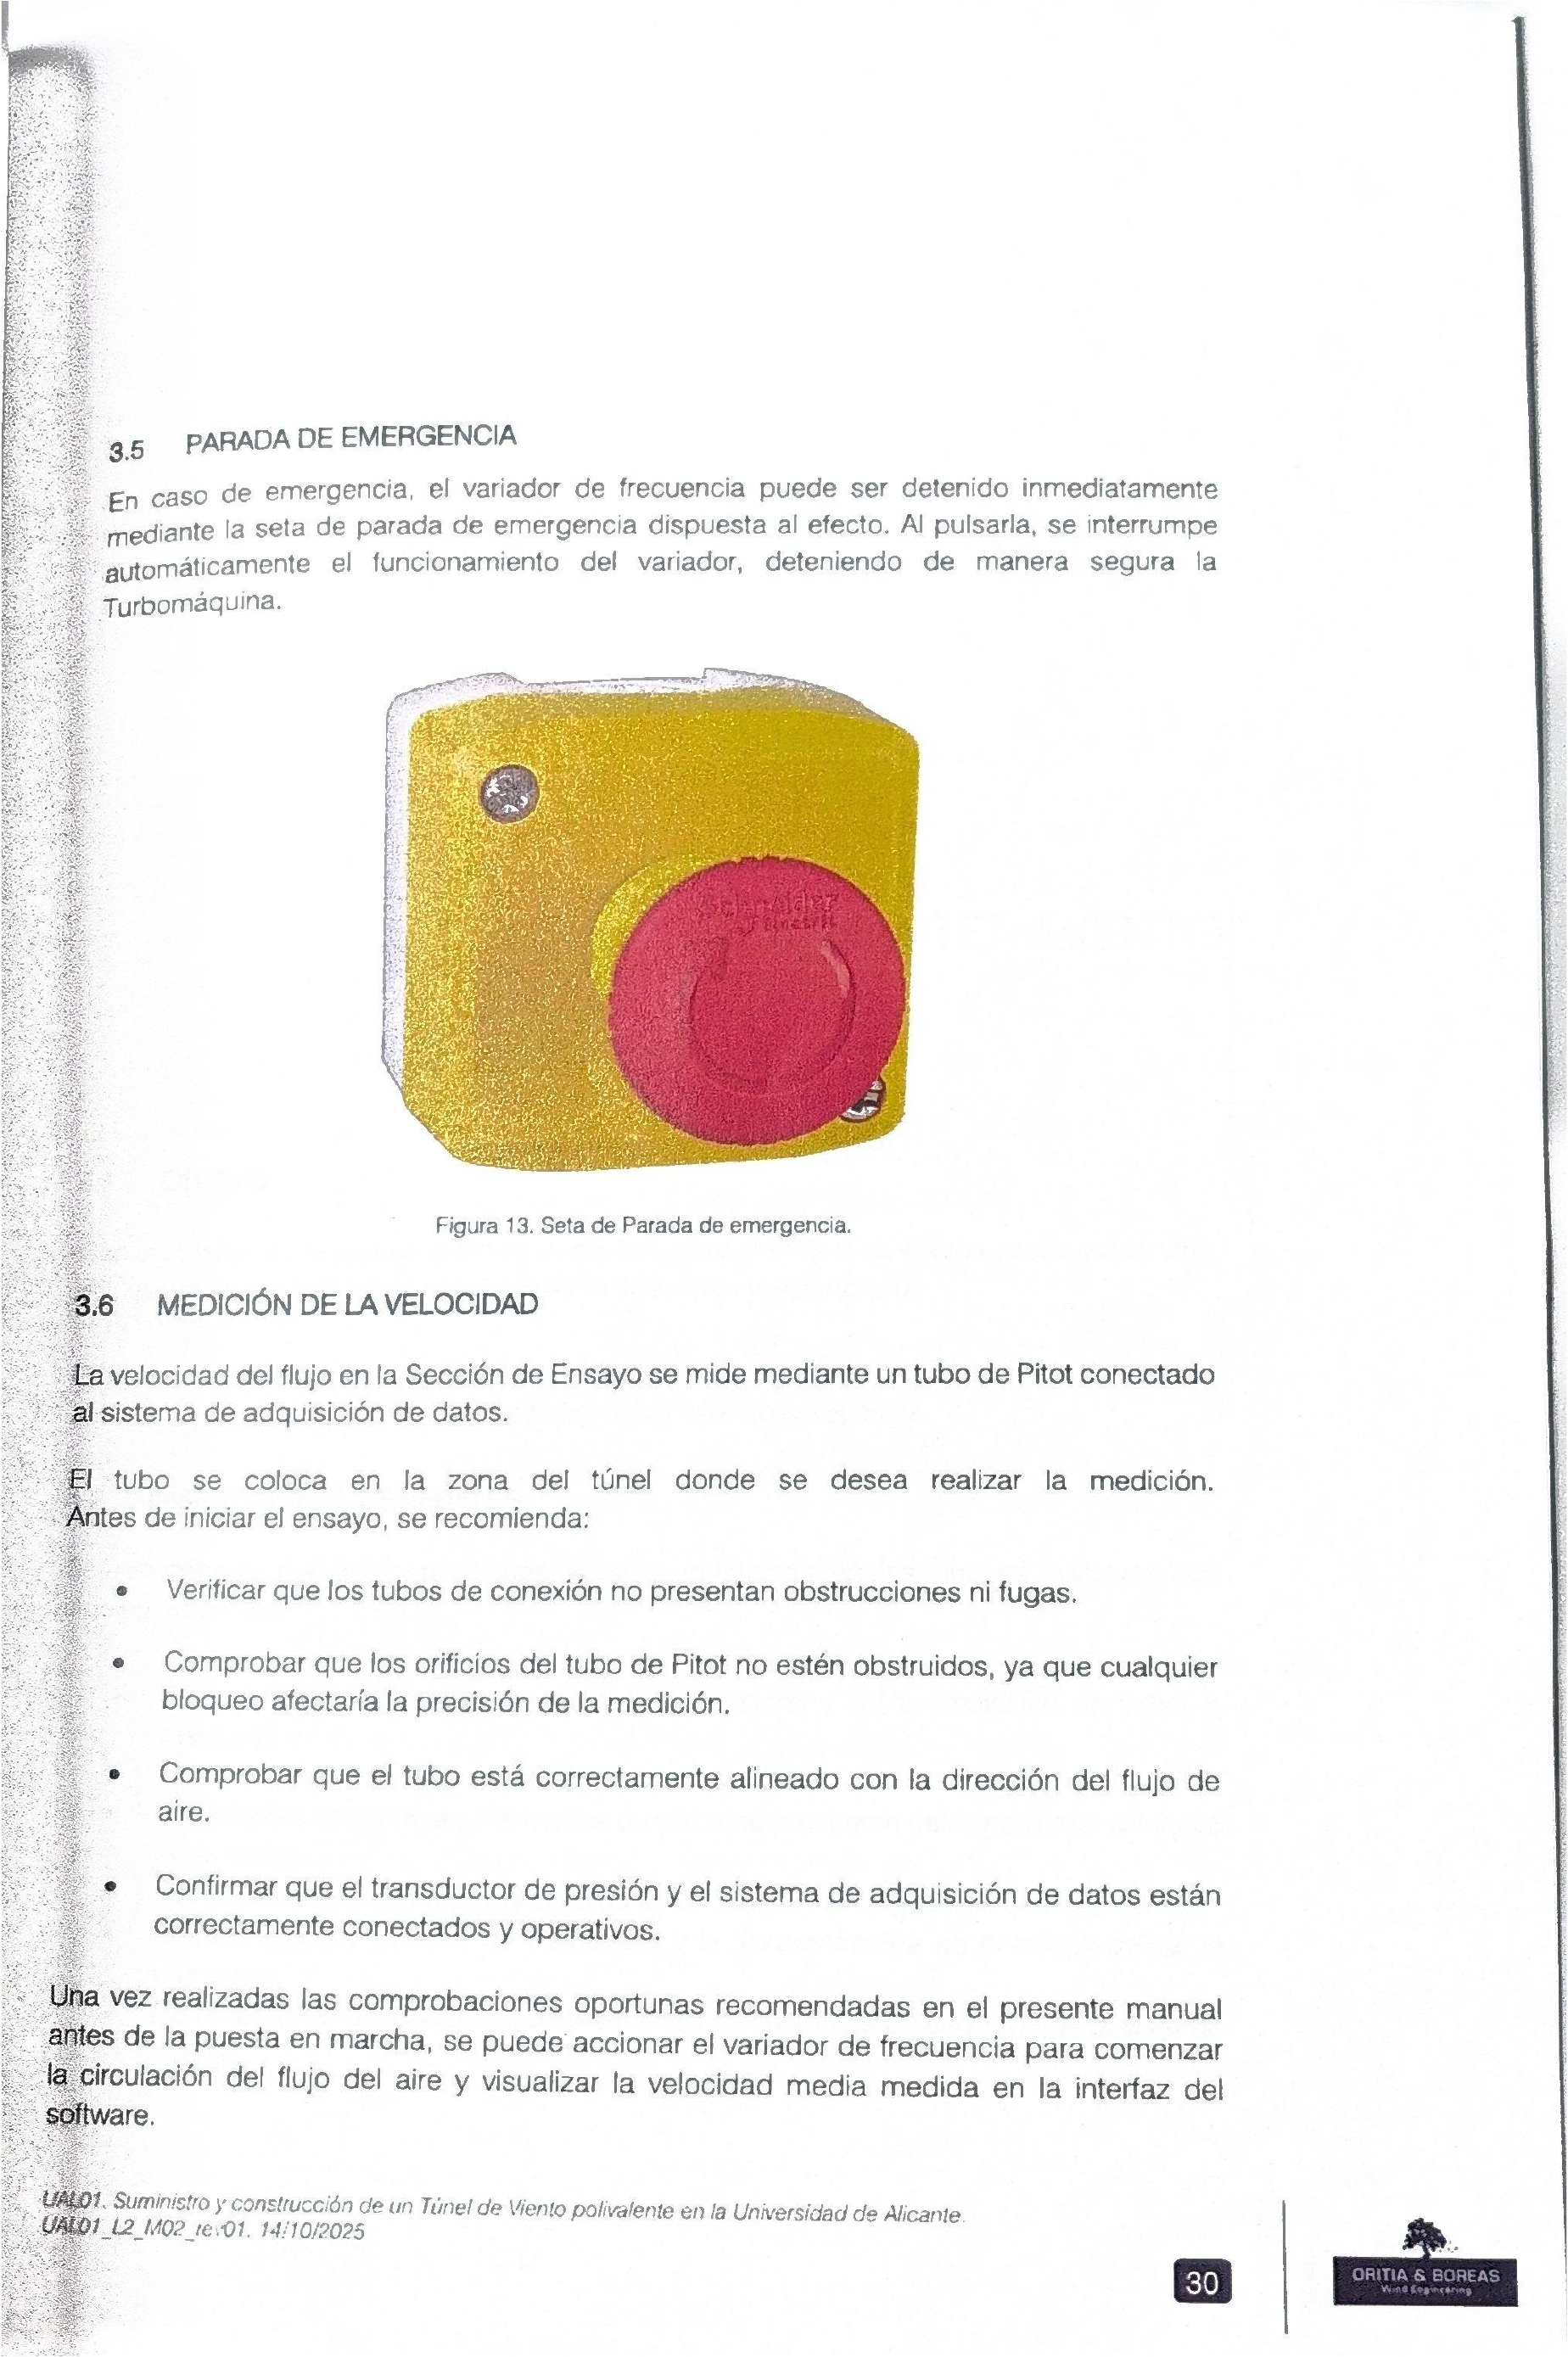 3.5 PARADA DE EMERGENCIA
En caso de emergencia, el variador de frecuencia puede ser detenido inmediatamente
mediante la seta de parada de emergencia dispuesta al efecto. Al pulsarla, se interrumpe
automáticamente el funcionamiento del variador, deteniendo de manera segura la
Turbomáquina.
Schneider
Electric
Figura 13. Seta de Parada de emergencia.
3.6 MEDICIÓN DE LA VELOCIDAD
La velocidad del flujo en la Sección de Ensayo se mide mediante un tubo de Pitot conectado
al sistema de adquisición de datos.
El tubo se coloca en la zona del túnel donde se desea realizar la medición.
Antes de iniciar el ensayo, se recomienda:
• Verificar que los tubos de conexión no presentan obstrucciones ni fugas.
• Comprobar que los orificios del tubo de Pitot no estén obstruidos, ya que cualquier
bloqueo afectaría la precisión de la medición.
• Comprobar que el tubo está correctamente alineado con la dirección del flujo de
aire.
• Confirmar que el transductor de presión y el sistema de adquisición de datos están
correctamente conectados y operativos.
Una vez realizadas las comprobaciones oportunas recomendadas en el presente manual
antes de la puesta en marcha, se puede accionar el variador de frecuencia para comenzar
la circulación del flujo del aire y visualizar la velocidad media medida en la interfaz del
software.
UAL01. Suministro y construcción de un Túnel de Viento polivalente en la Universidad de Alicante.
UAL01_L2_M02_rev01. 14/10/2025
30
ORITIA & BOREAS
Wind Engineering